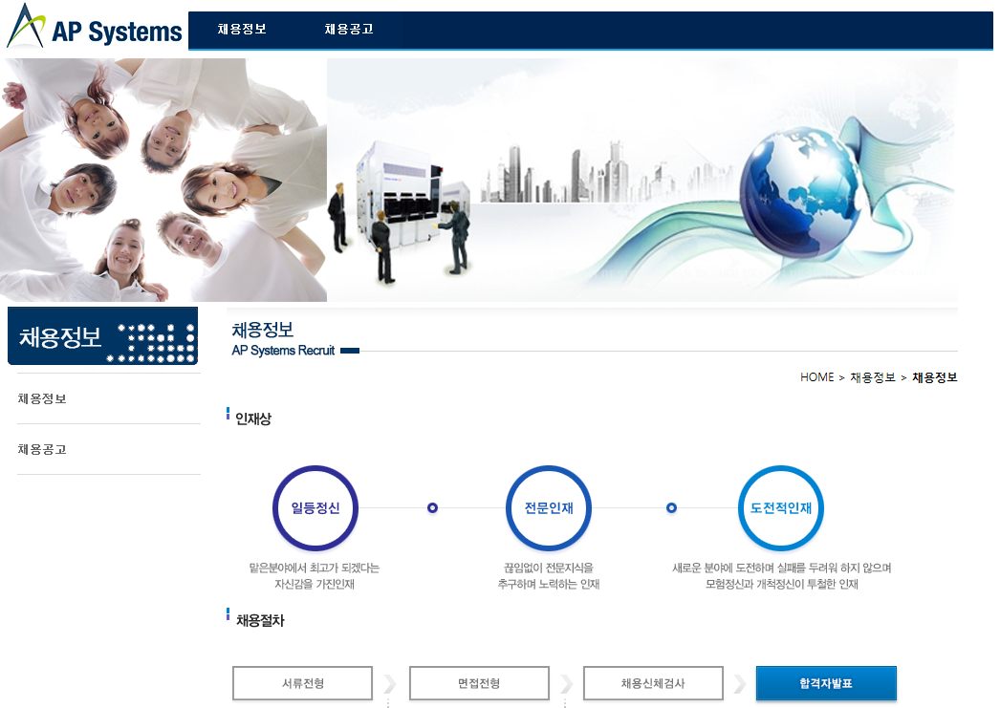 AP Systems
채용정보 채용공고
채용정보
채용정보
AP Systems Recruit
HOME > 채용정보 > 채용정보
채용정보
채용공고
인재상
일등정신 전문인재 도전적인재
맡은분야에서 최고가 되겠다는
자신감을 가진인재
끊임없이 전문지식을
추구하며 노력하는 인재
새로운 분야에 도전하며 실패를 두려워 하지 않으며
모험정신과 개척정신이 투철한 인재
채용절차
서류전형 면접전형 채용신체검사 합격자발표